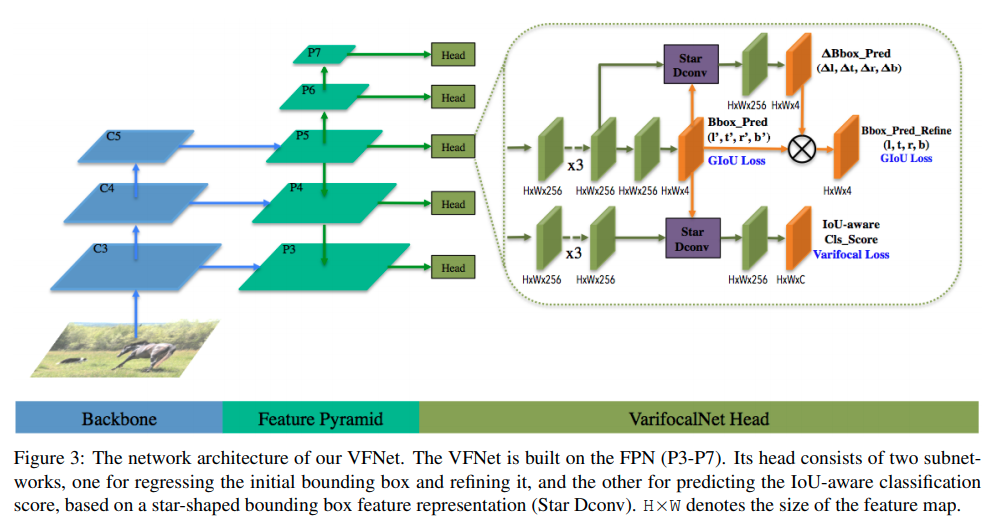 P7
Head
P6
Head
C5
P5
Head
C4
P4
Head
C3
P3
Head
Star
Dconv
ΔBbox_Pred
(Δl, Δt, Δr, Δb)
HxWx256
HxWx4
Bbox_Pred
(l', t', r', b')
GIoU Loss
x3
HxWx256
HxWx256
HxWx256
HxWx4
Bbox_Pred_Refine
(l, t, r, b)
GIoU Loss
HxWx4
Star
Dconv
x3
HxWx256
HxWx256
HxWx256
HxWxC
IoU-aware
Cls_Score
Varifocal Loss
Backbone
Feature Pyramid
VarifocalNet Head
Figure 3: The network architecture of our VFNet. The VFNet is built on the FPN (P3-P7). Its head consists of two subnet-
works, one for regressing the initial bounding box and refining it, and the other for predicting the IoU-aware classification
score, based on a star-shaped bounding box feature representation (Star Dconv). H×W denotes the size of the feature map.